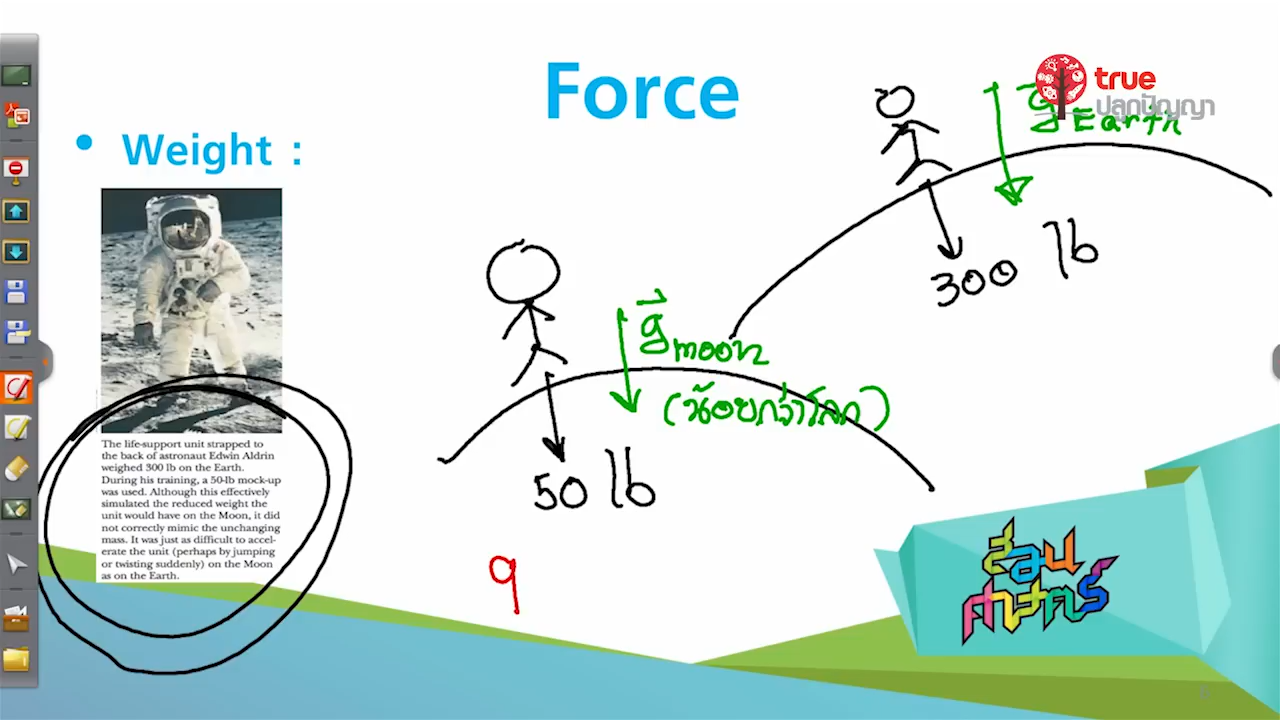 Force
true
ปลูกปัญญา
• Weight :
g Earth
300 lb
g moon
(น้อยกว่าโลก)
50 lb
The life-support unit strapped to
the back of astronaut Edwin Aldrin
weighed 300 lb on the Earth.
During his training, a 50-lb mock-up
was used. Although this effectively
simulated the reduced weight the
unit would have on the Moon, it did
not correctly mimic the unchanging
mass. It was just as difficult to accel-
erate the unit (perhaps by jumping
or twisting suddenly) on the Moon
as on the Earth.
สอน
ศาสตร์